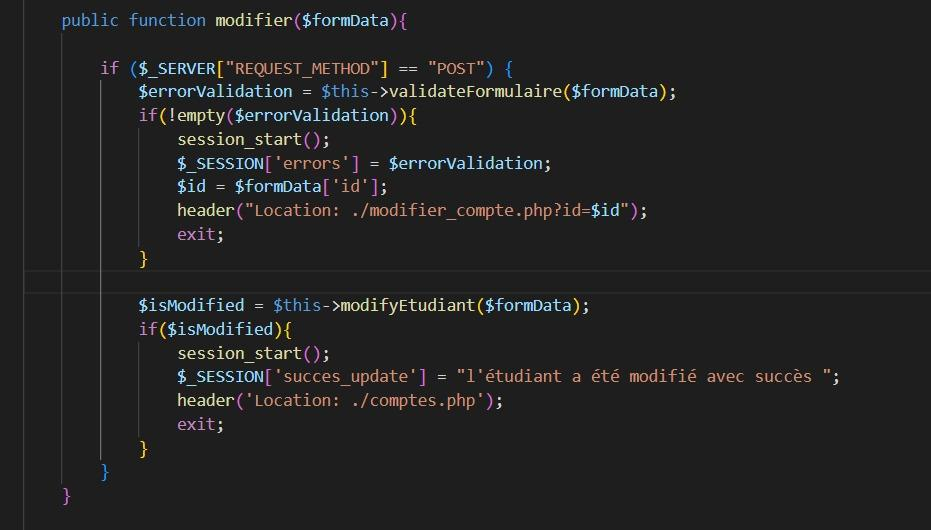 public function modifier($formData){
if ($_SERVER["REQUEST_METHOD"] == "POST") {
$errorValidation = $this->validateFormulaire($formData);
if(!empty($errorValidation)){
session_start();
$_SESSION['errors'] = $errorValidation;
$id = $formData['id'];
header("Location: ./modifier_compte.php?id=$id");
exit;
}
$isModified = $this->modifyEtudiant($formData);
if($isModified){
session_start();
$_SESSION['succes_update'] = "l'étudiant a été modifié avec succès ";
header('Location: ./comptes.php');
exit;
}
}
}